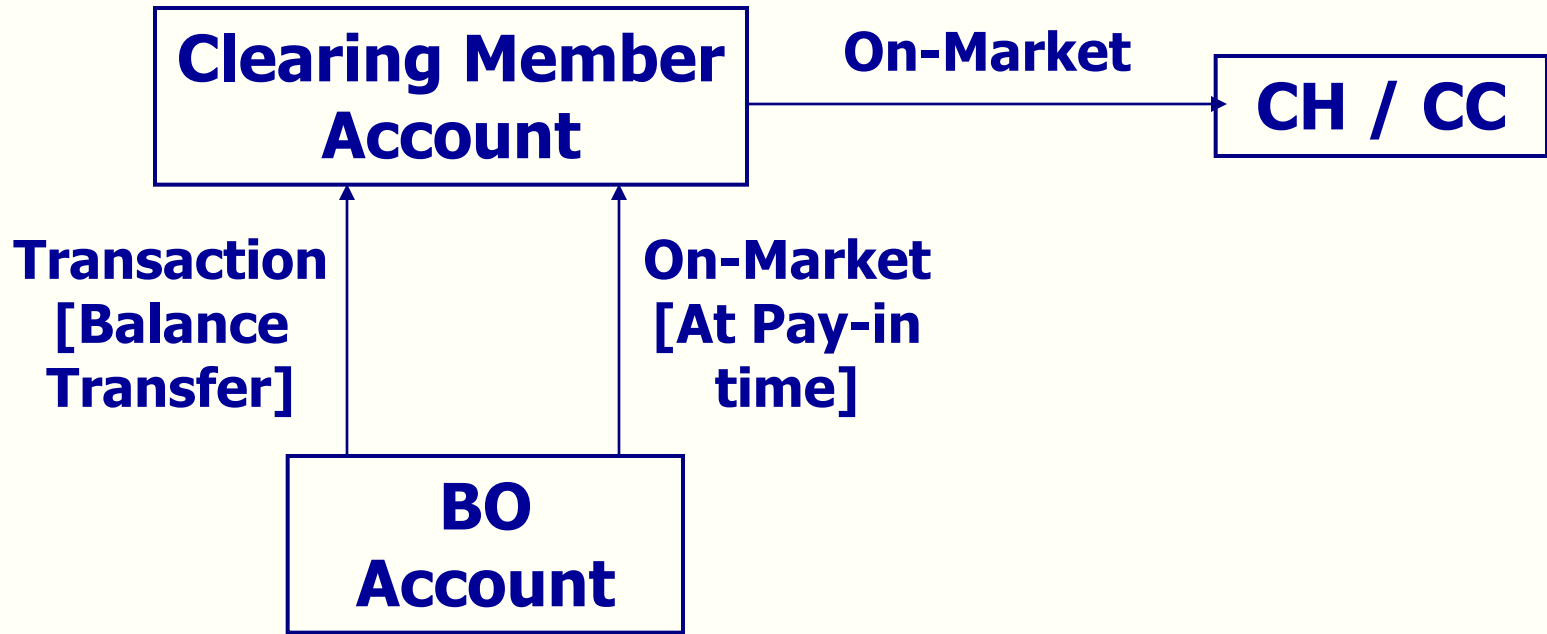 Clearing Member
Account
On-Market
CH / CC
Transaction
[Balance
Transfer]
On-Market
[At Pay-in
time]
BO
Account